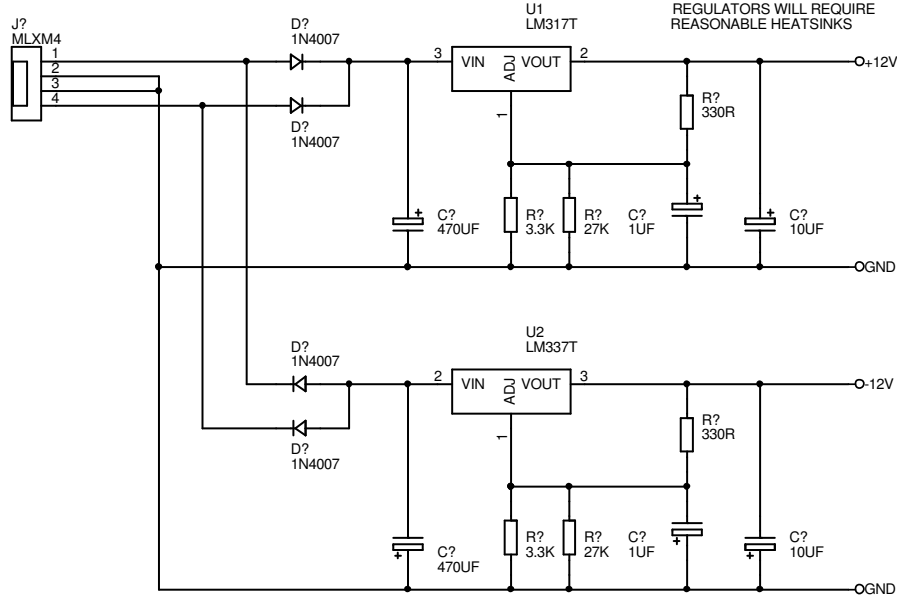 REGULATORS WILL REQUIRE
REASONABLE HEATSINKS
J?
MLXM4
1
2
3
4
D?
1N4007
D?
1N4007
U1
LM317T
3
VIN
ADJ
VOUT
2
1
+12V
R?
330R
C?
470UF
R?
3.3K
R?
27K
C?
1UF
C?
10UF
GND
D?
1N4007
D?
1N4007
U2
LM337T
2
VIN
ADJ
VOUT
3
1
-12V
R?
330R
C?
470UF
R?
3.3K
R?
27K
C?
1UF
C?
10UF
GND